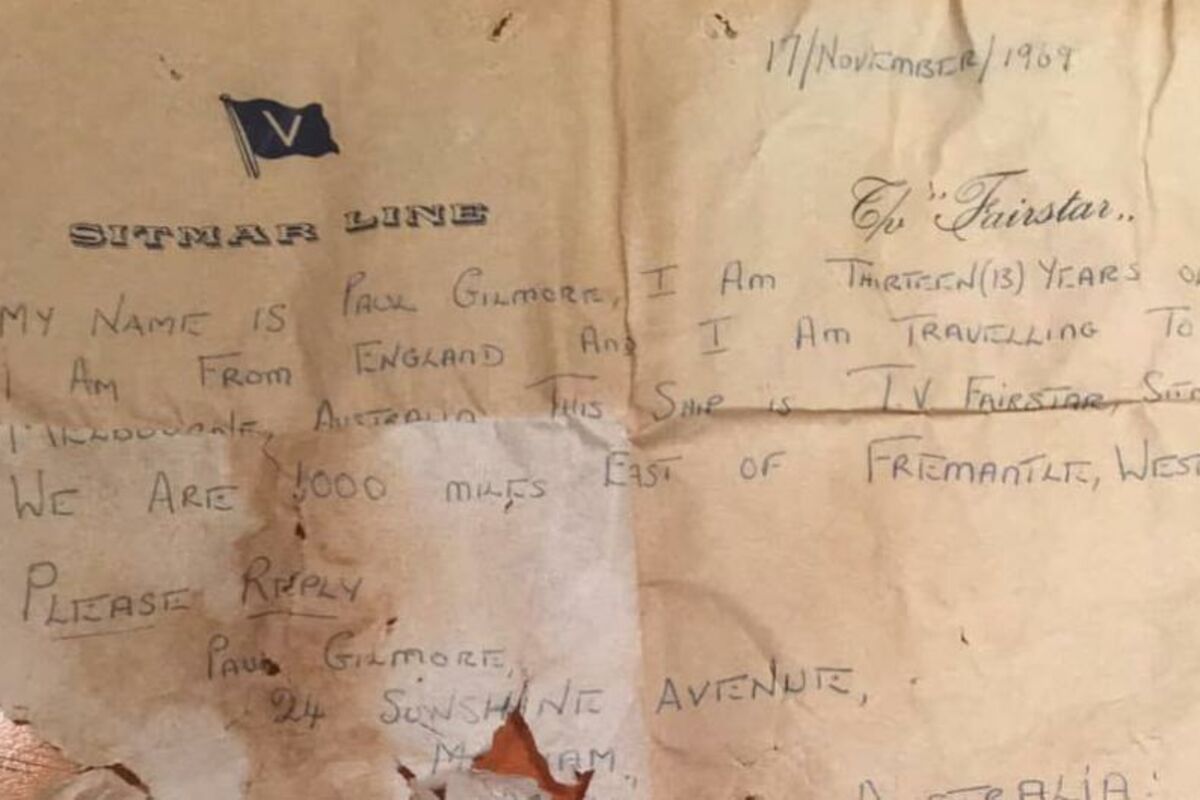 17/NOVEMBER/1969
V
SITMAR LINE
T/v "Fairstar"
MY NAME IS PAUL GILMORE, I AM THIRTEEN (13) YEARS
I AM FROM ENGLAND AND I AM TRAVELLING TO
AUSTRALIA THIS SHIP IS T.V FAIRSTAR,
WE ARE 1000 MILES EAST OF FREMANTLE, WEST
PLEASE REPLY
PAUL GILMORE,
24 SUNSHINE AVENUE,
AUSTRALIA.